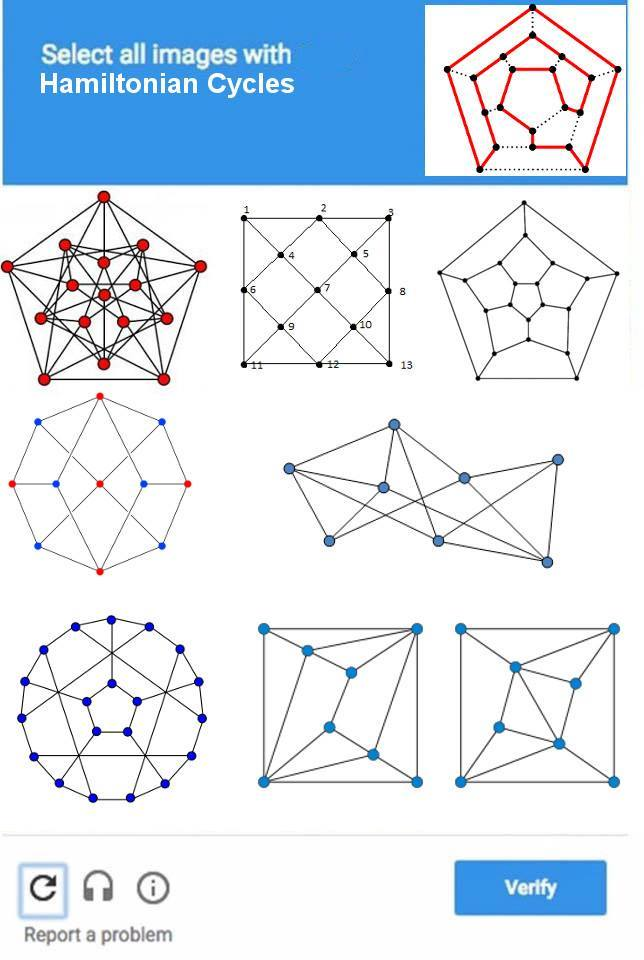 Select all images with
Hamiltonian Cycles
1 2 3
4 5
6 7 8
9 10
11 12 13
Verify
Report a problem